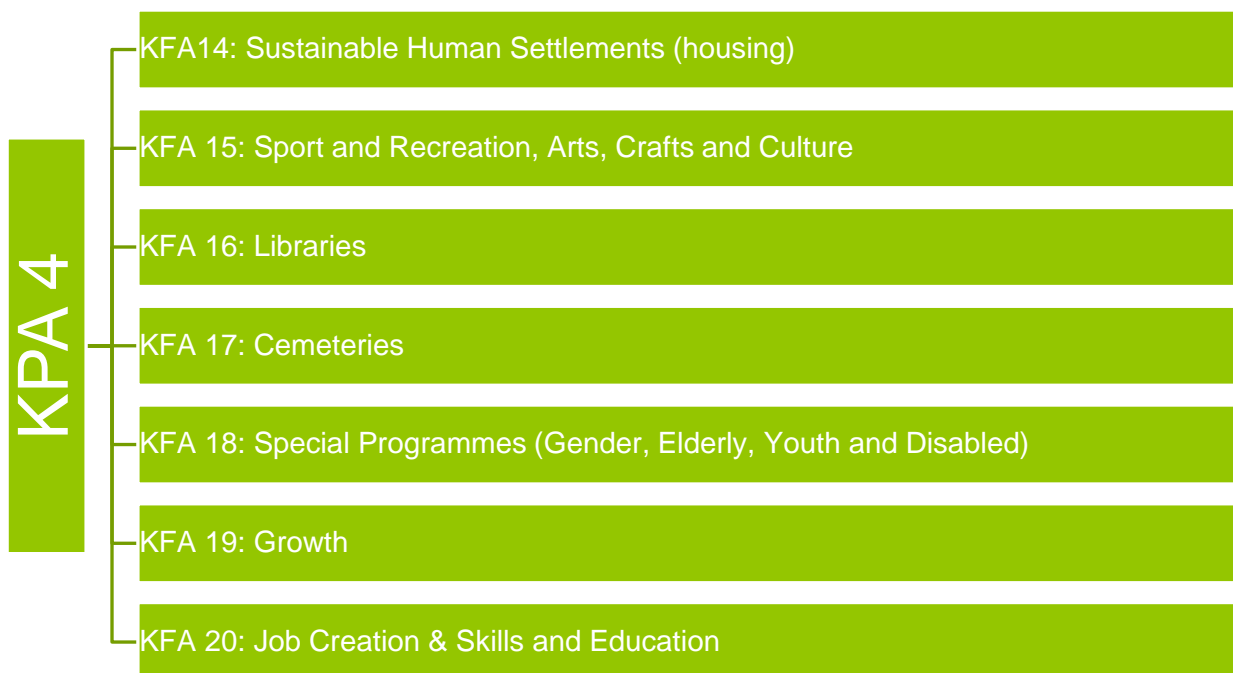 KPA 4
KFA14: Sustainable Human Settlements (housing)
KFA 15: Sport and Recreation, Arts, Crafts and Culture
KFA 16: Libraries
KFA 17: Cemeteries
KFA 18: Special Programmes (Gender, Elderly, Youth and Disabled)
KFA 19: Growth
KFA 20: Job Creation & Skills and Education